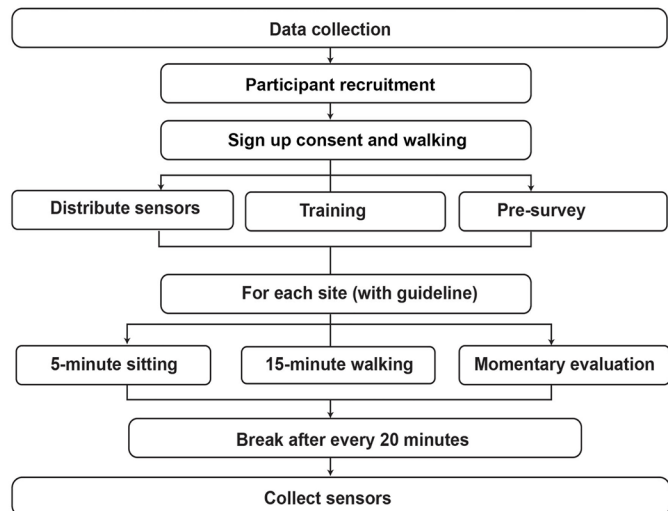 Data collection
Participant recruitment
Sign up consent and walking
Distribute sensors
Training
Pre-survey
For each site (with guideline)
5-minute sitting
15-minute walking
Momentary evaluation
Break after every 20 minutes
Collect sensors